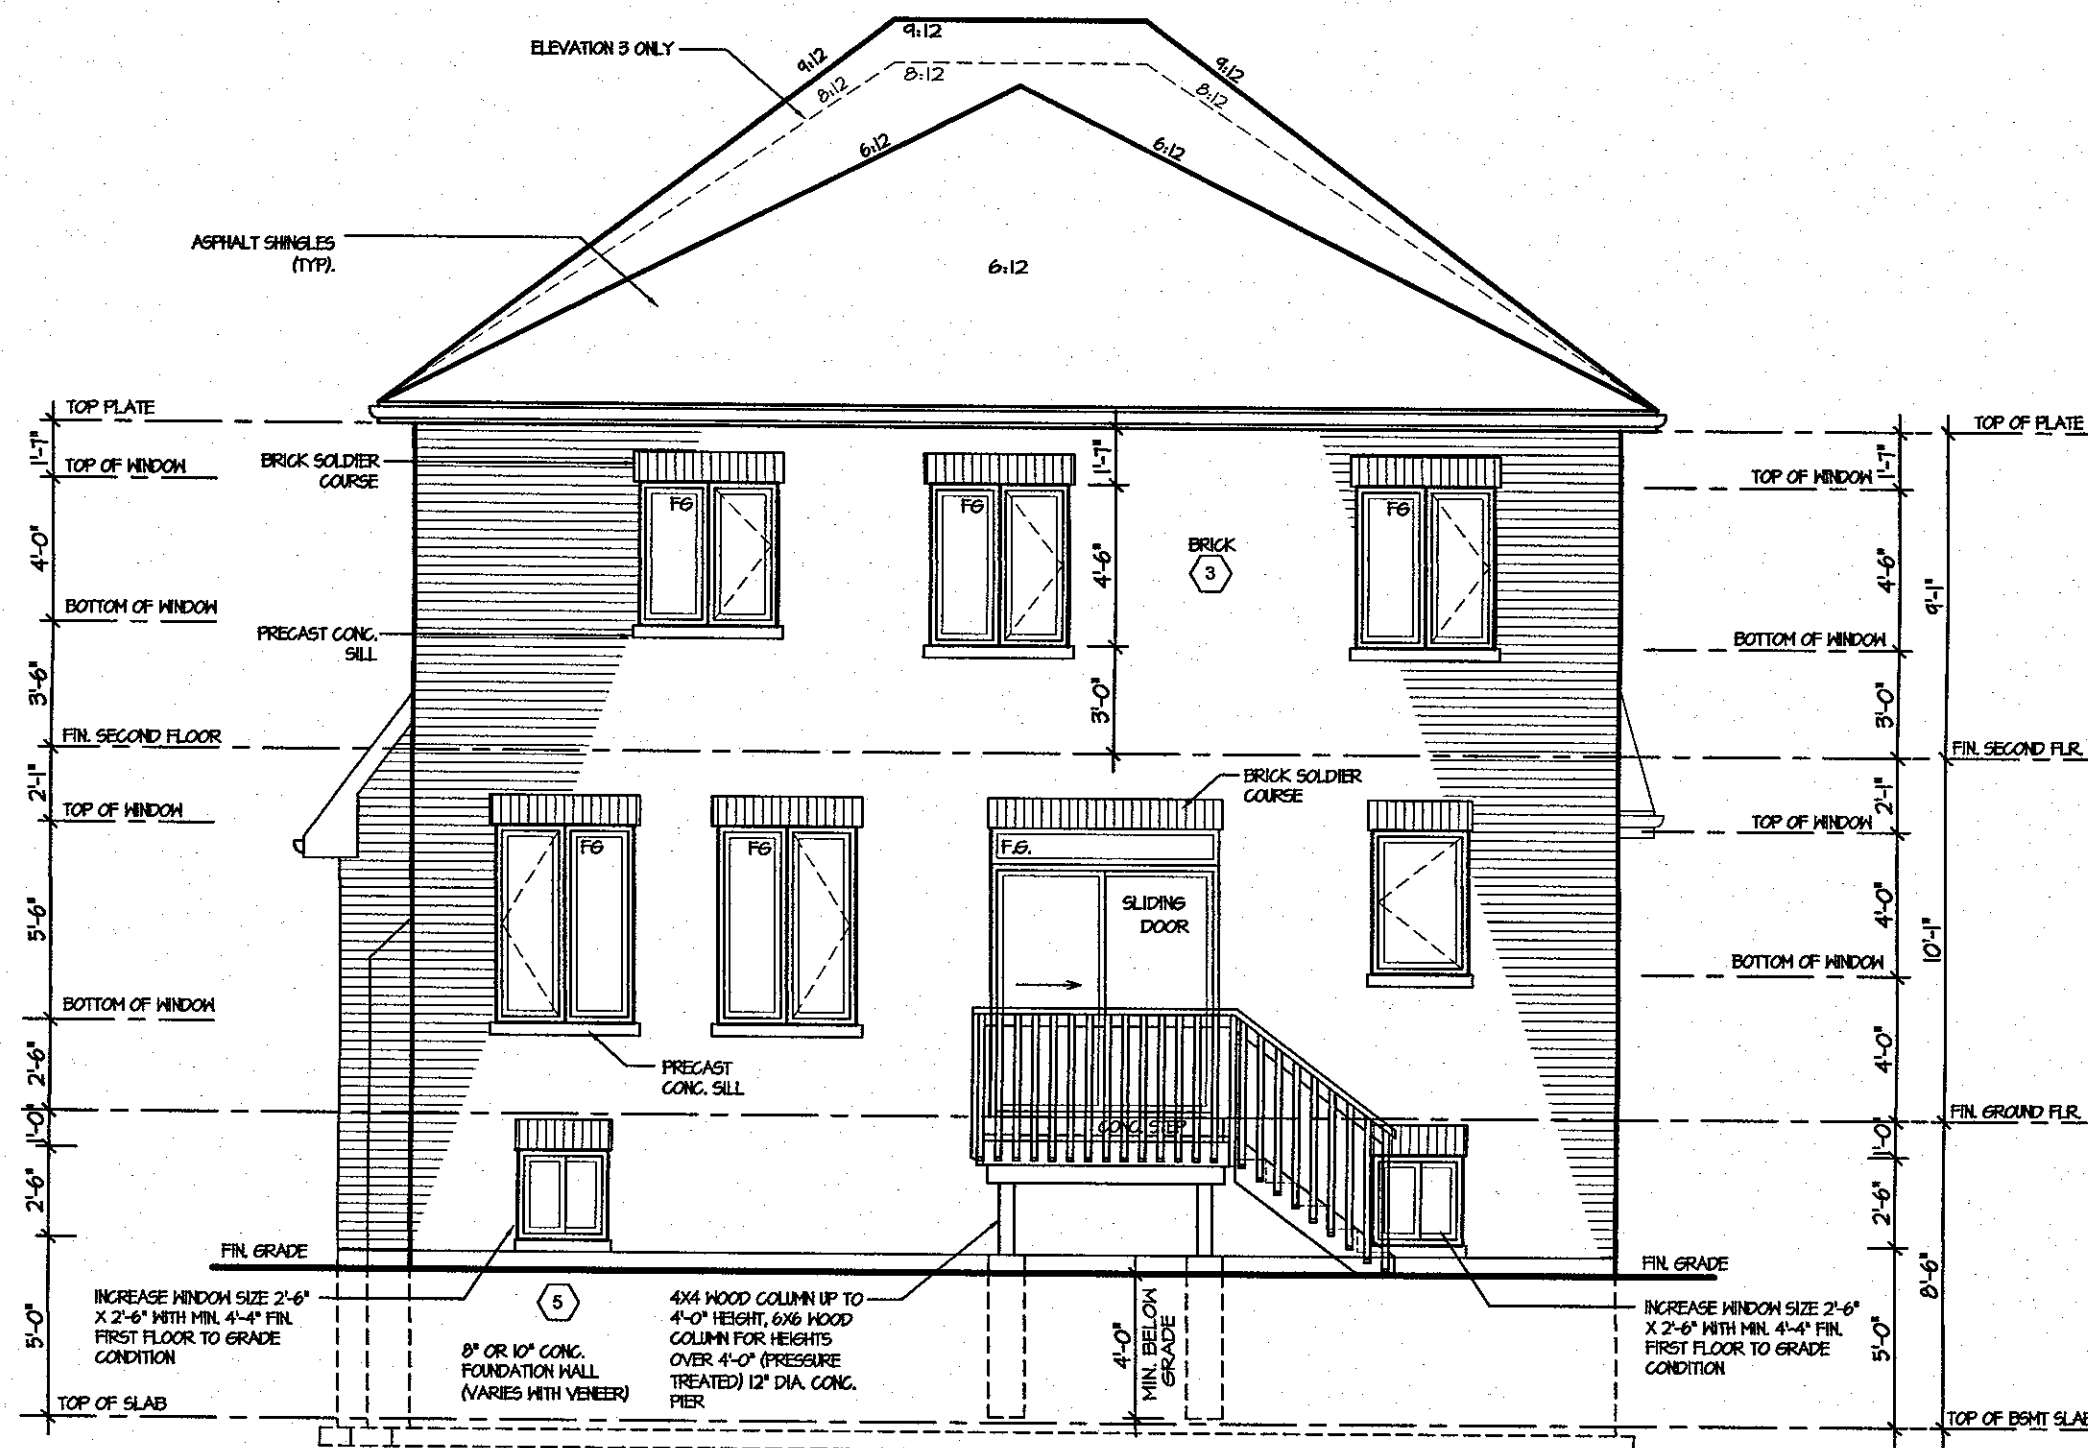 9:12
ELEVATION 3 ONLY
9:12
9:12
8:12
8:12
8:12
6:12
6:12
ASPHALT SHINGLES
(TYP).
6:12
TOP PLATE
TOP OF PLATE
1'-7"
BRICK SOLDIER
COURSE
1'-7"
1'-7"
TOP OF WINDOW
TOP OF WINDOW
FG
FG
FG
4'-0"
BRICK
3
4'-6"
4'-6"
9'-1"
BOTTOM OF WINDOW
PRECAST CONC.
SILL
BOTTOM OF WINDOW
3'-6"
3'-0"
3'-0"
FIN. SECOND FLOOR
FIN. SECOND FLR.
2'-1"
BRICK SOLDIER
COURSE
2'-1"
TOP OF WINDOW
TOP OF WINDOW
FG
FG
F.G.
5'-6"
SLIDING
DOOR
4'-0"
10'-1"
BOTTOM OF WINDOW
BOTTOM OF WINDOW
2'-6"
PRECAST
CONC. SILL
4'-0"
FIN. GROUND FLR.
1'-0"
CONC. STEP
1'-0"
2'-6"
2'-6"
FIN. GRADE
FIN. GRADE
8'-6"
INCREASE WINDOW SIZE 2'-6"
X 2'-6" WITH MIN. 4'-4" FIN.
FIRST FLOOR TO GRADE
CONDITION
5
8" OR 10" CONC.
FOUNDATION WALL
(VARIES WITH VENEER)
4X4 WOOD COLUMN UP TO
4'-0" HEIGHT, 6X6 WOOD
COLUMN FOR HEIGHTS
OVER 4'-0" (PRESSURE
TREATED) 12" DIA. CONC.
PIER
4'-0"
MIN. BELOW
GRADE
INCREASE WINDOW SIZE 2'-6"
X 2'-6" WITH MIN. 4'-4" FIN.
FIRST FLOOR TO GRADE
CONDITION
5'-0"
5'-0"
TOP OF SLAB
TOP OF BSMT SLAB